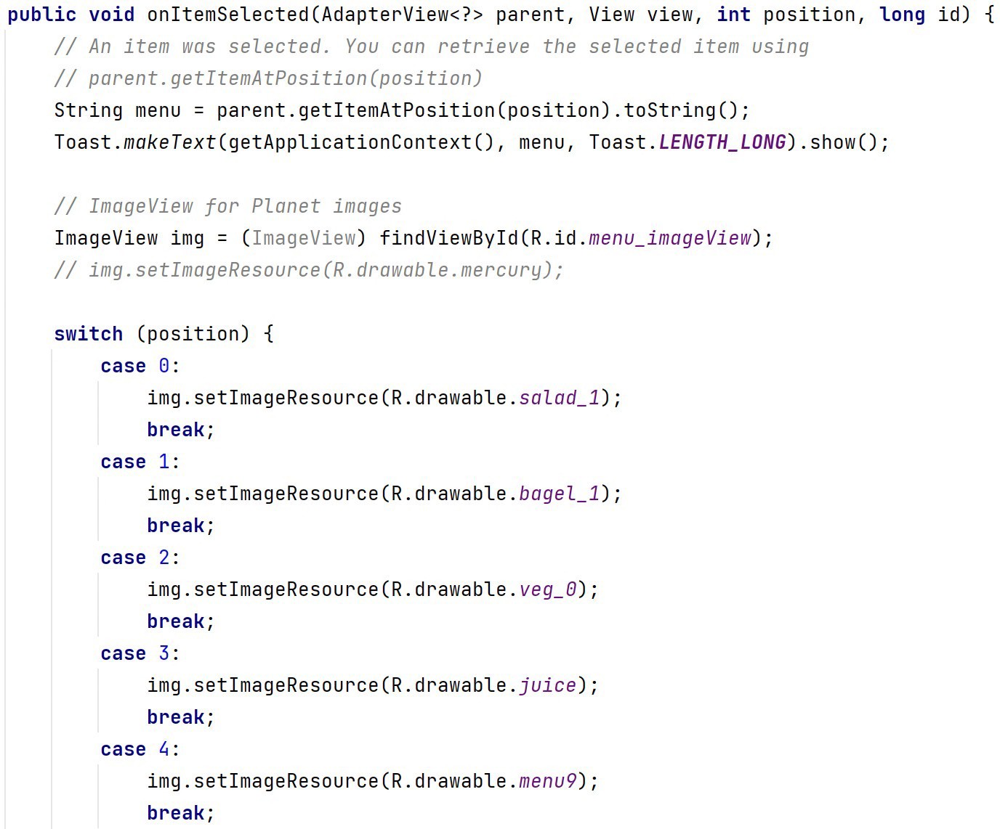 public void onItemSelected(AdapterView<?> parent, View view, int position, long id) {
// An item was selected. You can retrieve the selected item using
// parent.getItemAtPosition(position)
String menu = parent.getItemAtPosition(position).toString();
Toast.makeText(getApplicationContext(), menu, Toast.LENGTH_LONG).show();
// ImageView for Planet images
ImageView img = (ImageView) findViewById(R.id.menu_imageView);
// img.setImageResource(R.drawable.mercury);
switch (position) {
case 0:
img.setImageResource(R.drawable.salad_1);
break;
case 1:
img.setImageResource(R.drawable.bagel_1);
break;
case 2:
img.setImageResource(R.drawable.veg_0);
break;
case 3:
img.setImageResource(R.drawable.juice);
break;
case 4:
img.setImageResource(R.drawable.menu9);
break;